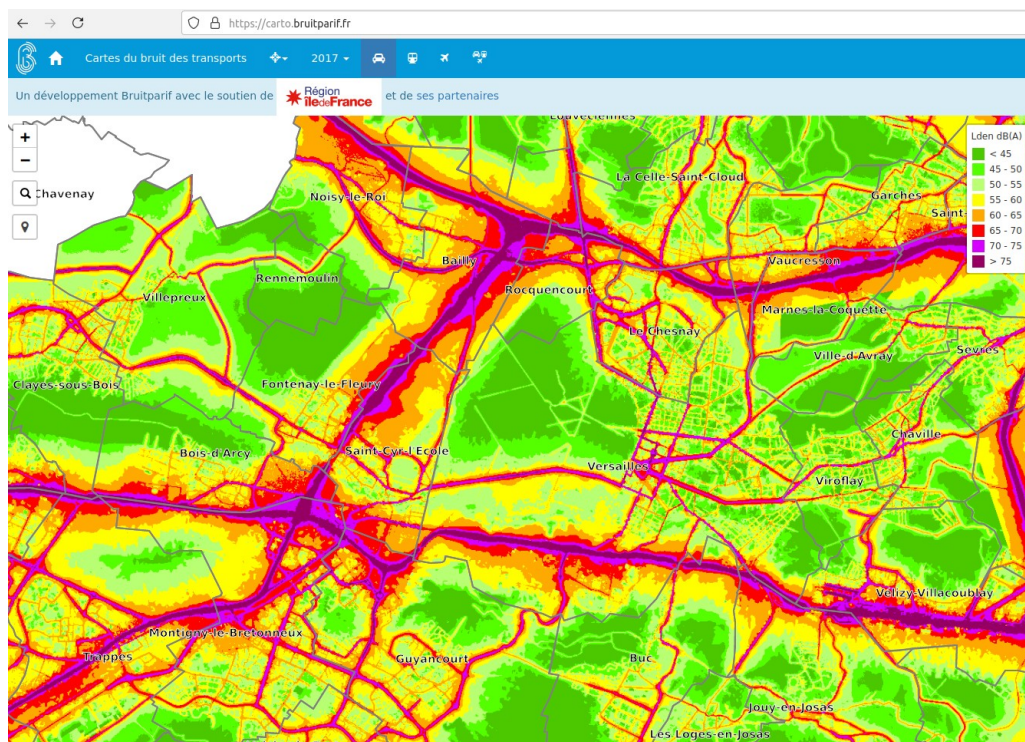 https://carto.bruitparif.fr
Cartes du bruit des transports
2017
Un développement Bruitparif avec le soutien de
Région
îledeFrance
et de ses partenaires
+
−
Lden dB(A)
< 45
45 - 50
50 - 55
55 - 60
60 - 65
65 - 70
70 - 75
> 75
Louveciennes
La Celle-Saint-Cloud
Chavenay
Noisy-le-Roi
Garches
Saint-
Bailly
Vaucresson
Rennemoulin
Rocquencourt
Villepreux
Marnes-la-Coquette
Le Chesnay
Ville-d'Avray
Sèvres
Clayes-sous-Bois
Fontenay-le-Fleury
Chaville
Bois-d'Arcy
Saint-Cyr-l'École
Versailles
Viroflay
Vélizy-Villacoublay
Montigny-le-Bretonneux
Trappes
Guyancourt
Buc
Jouy-en-Josas
Les Loges-en-Josas